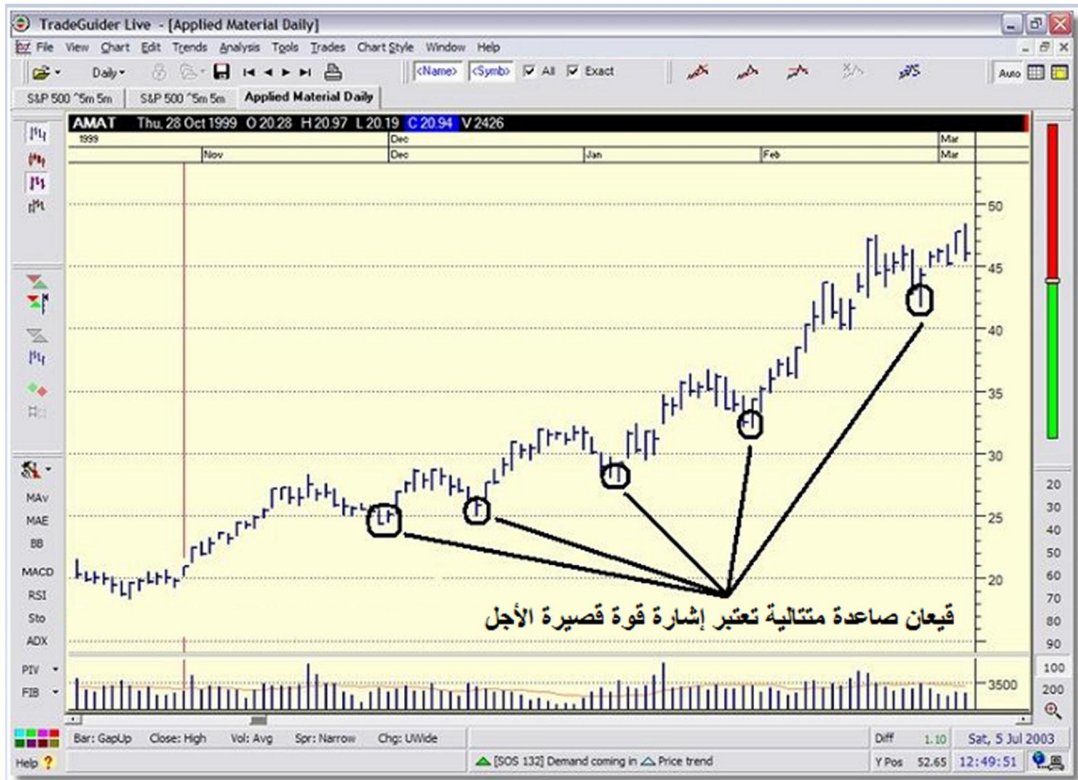 TradeGuider Live - [Applied Material Daily]
File View Chart Edit Trends Analysis Tools Trades Chart Style Window Help
Daily <Name> <Symb> All Exact Auto
S&P 500 ^5m 5m S&P 500 ^5m 5m Applied Material Daily
AMAT Thu, 28 Oct 1999 O 20.28 H 20.97 L 20.19 C 20.94 V 2426
1999 Dec Mar
Nov Dec Jan Feb Mar
50
45
40
35
30
25
20
قيعان صاعدة متتالية تعتبر إشارة قوة قصيرة الأجل
3500
MAv
MAE
BB
MACD
RSI
Sto
ADX
PIV
FIB
20
30
40
50
60
70
80
90
100
200
Bar: GapUp Close: High Vol: Avg Spr: Narrow Chg: UWide Diff 1.10 Sat, 5 Jul 2003
Help ? [SOS 132] Demand coming in Price trend Y Pos 52.65 12:49:51